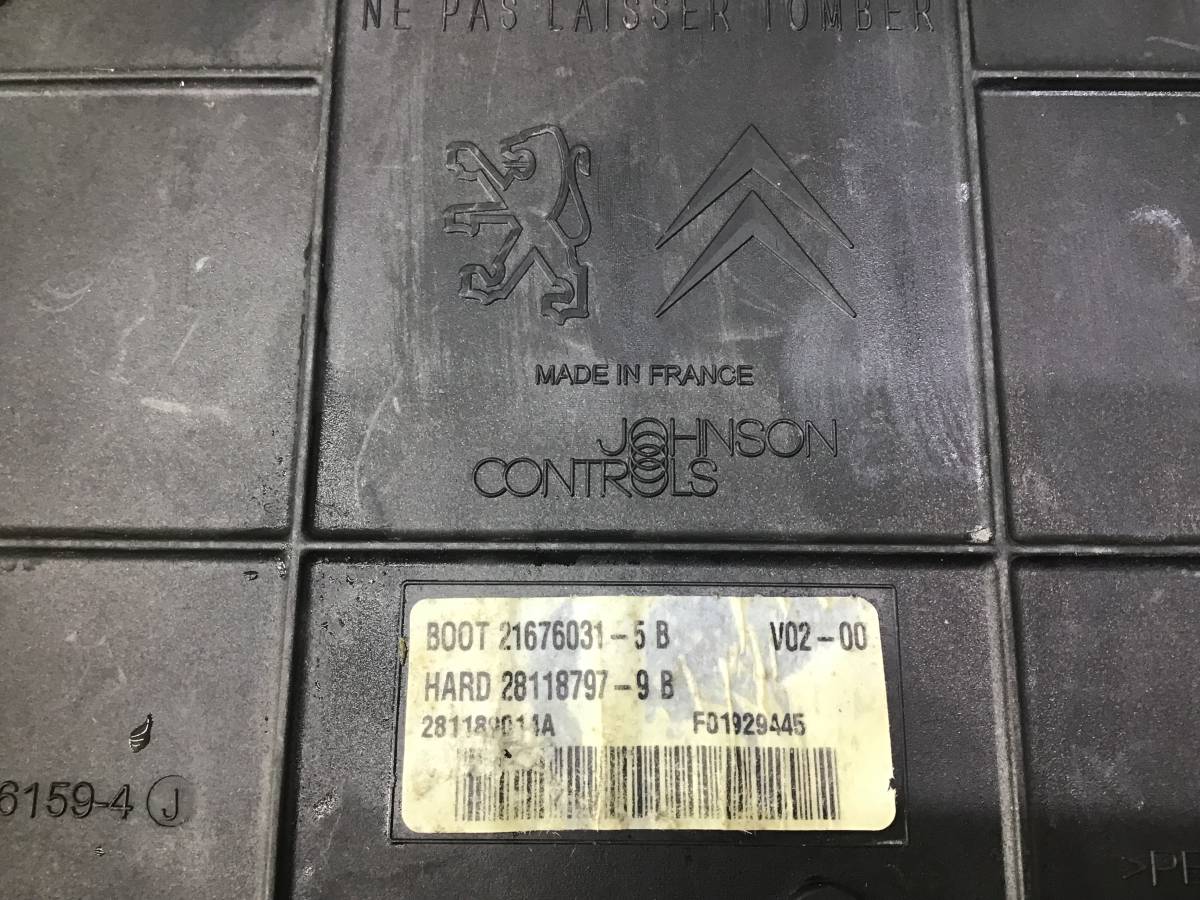 NE PAS LAISSER TOMBER
MADE IN FRANCE
JOHNSON
CONTROLS
BOOT 21676031-5 B V02-00
HARD 28118797-9 B
F01929445
6159-4 J